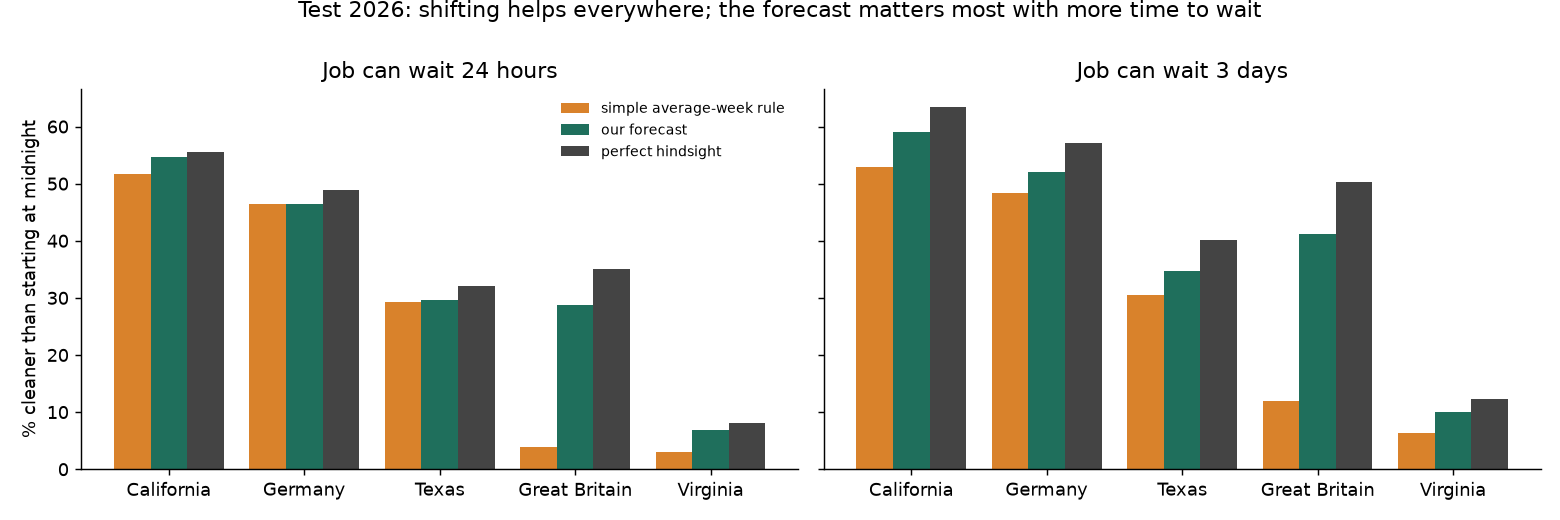 Test 2026: shifting helps everywhere; the forecast matters most with more time to wait
Job can wait 24 hours
Job can wait 3 days
% cleaner than starting at midnight
60
50
40
30
20
10
0
simple average-week rule
our forecast
perfect hindsight
California
Germany
Texas
Great Britain
Virginia
California
Germany
Texas
Great Britain
Virginia